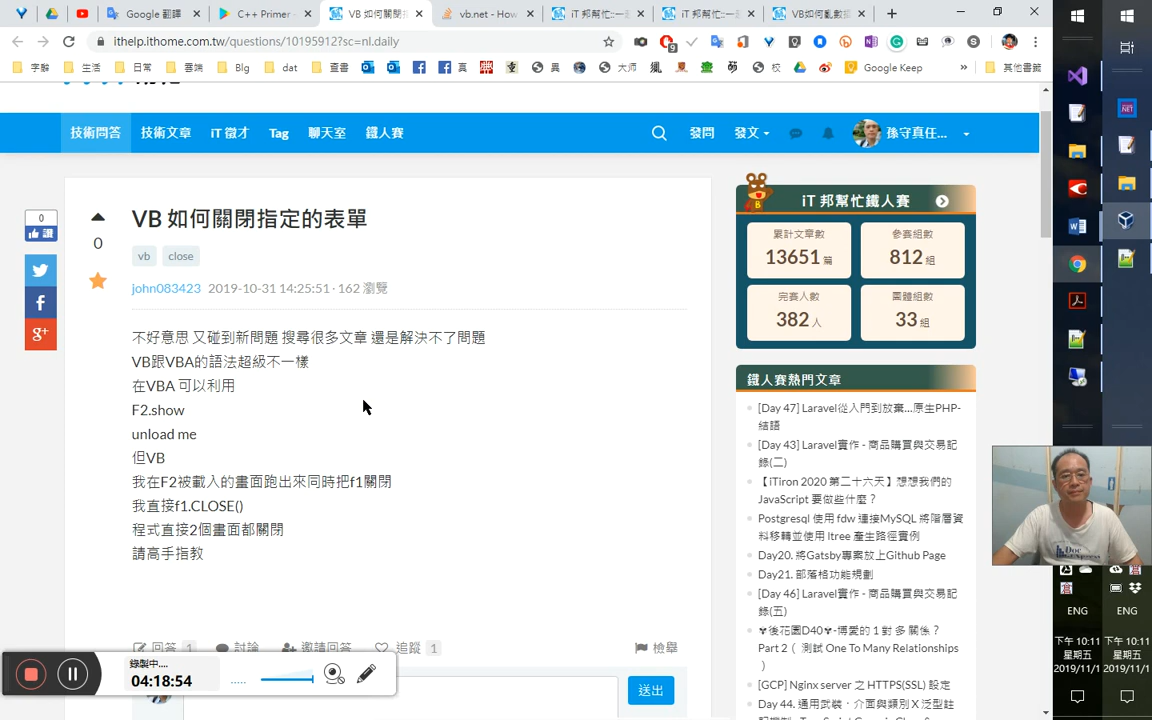 Google 翻譯
C++ Primer -
VB 如何關閉指
vb.net - How
iT 邦幫忙::一
iT 邦幫忙::一
VB如何亂數排
ithelp.ithome.com.tw/questions/10195912?sc=nl.daily
字辭
生活
日常
雲端
Blg
dat
查書
真
異
大师
校
Google Keep
»
其他書籤
技術問答
技術文章
iT 徵才
Tag
聊天室
鐵人賽
發問
發文
孫守真任...
0
讚
0
VB 如何關閉指定的表單
vb
close
john083423 2019-10-31 14:25:51 ‧ 162 瀏覽
不好意思 又碰到新問題 搜尋很多文章 還是解決不了問題
VB跟VBA的語法超級不一樣
在VBA 可以利用
F2.show
unload me
但VB
我在F2被載入的畫面跑出來同時把f1關閉
我直接f1.CLOSE()
程式直接2個畫面都關閉
請高手指教
回答 1
討論
邀請回答
追蹤 1
檢舉
送出
iT 邦幫忙鐵人賽
累計文章數
13651 篇
參賽組數
812 組
完賽人數
382 人
團體組數
33 組
鐵人賽熱門文章
[Day 47] Laravel從入門到放棄...原生PHP-
結語
[Day 43] Laravel實作 - 商品購買與交易記
錄(二)
【iTiron 2020 第二十六天】想想我們的
JavaScript 要做些什麼？
Postgresql 使用 fdw 連接MySQL 將階層資
料移轉並使用 ltree 產生路徑實例
Day20. 將Gatsby專案放上Github Page
Day21. 部落格功能規劃
[Day 46] Laravel實作 - 商品購買與交易記
錄(五)
☢後花園D40☢-博愛的 1 對 多 關係？
Part 2（ 測試 One To Many Relationships
）
[GCP] Nginx server 之 HTTPS(SSL) 設定
錄製中....
04:18:54
ENG
ENG
下午 10:11
星期五
2019/11/1
下午 10:11
星期五
2019/11/1